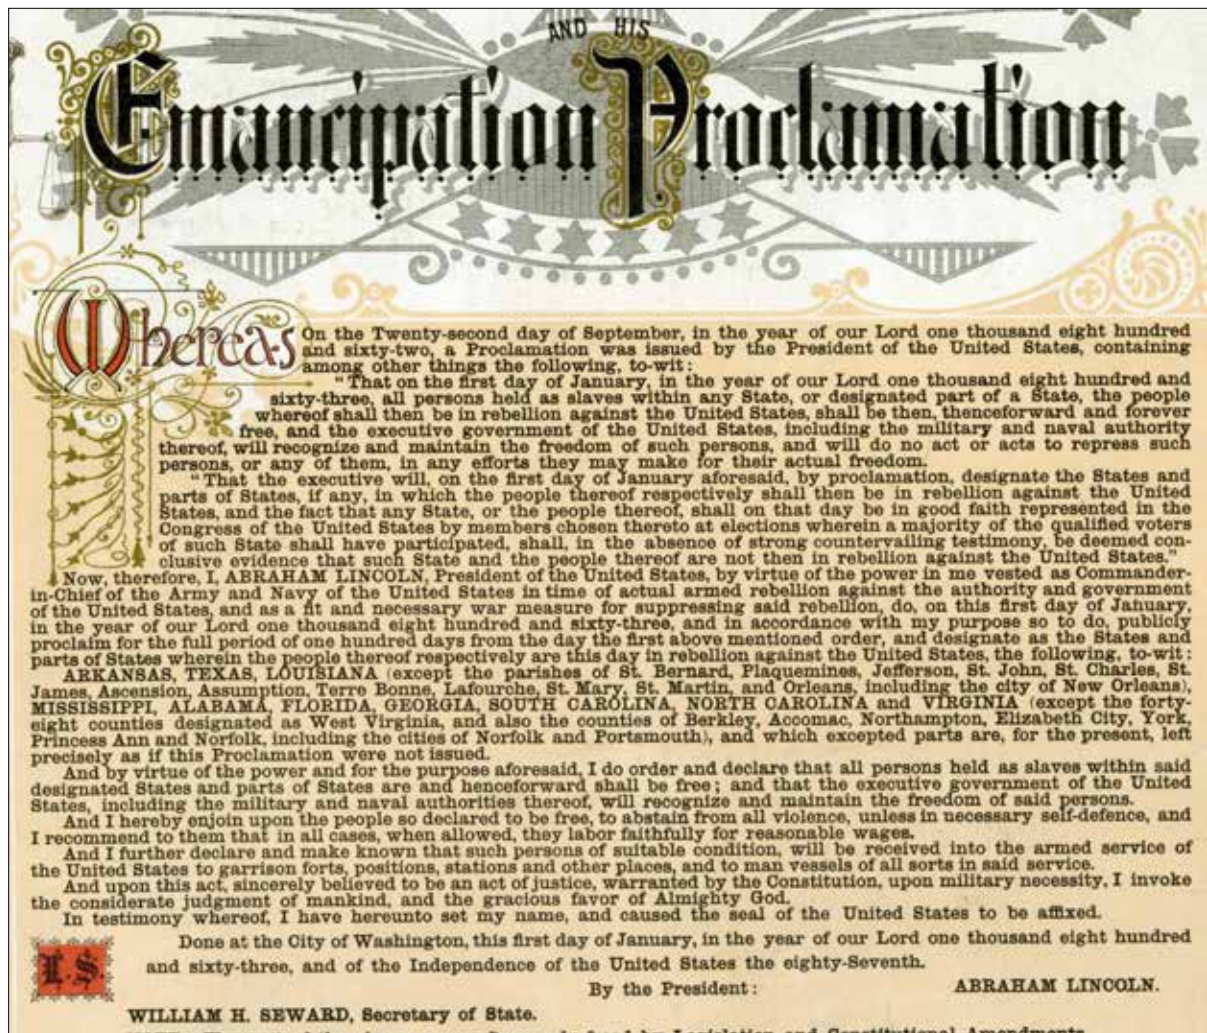 AND HIS
Emancipation Proclamation
Whereas On the Twenty-second day of September, in the year of our Lord one thousand eight hundred
and sixty-two, a Proclamation was issued by the President of the United States, containing
among other things the following, to-wit:
"That on the first day of January, in the year of our Lord one thousand eight hundred and
sixty-three, all persons held as slaves within any State, or designated part of a State, the people
whereof shall then be in rebellion against the United States, shall be then, thenceforward and forever
free, and the executive government of the United States, including the military and naval authority
thereof, will recognize and maintain the freedom of such persons, and will do no act or acts to repress such
persons, or any of them, in any efforts they may make for their actual freedom.
"That the executive will, on the first day of January aforesaid, by proclamation, designate the States and
parts of States, if any, in which the people thereof respectively shall then be in rebellion against the United
States, and the fact that any State, or the people thereof, shall on that day be in good faith represented in the
Congress of the United States by members chosen thereto at elections wherein a majority of the qualified voters
of such State shall have participated, shall, in the absence of strong countervailing testimony, be deemed con-
clusive evidence that such State and the people thereof are not then in rebellion against the United States."
Now, therefore, I, ABRAHAM LINCOLN, President of the United States, by virtue of the power in me vested as Commander-
in-Chief of the Army and Navy of the United States in time of actual armed rebellion against the authority and government
of the United States, and as a fit and necessary war measure for suppressing said rebellion, do, on this first day of January,
in the year of our Lord one thousand eight hundred and sixty-three, and in accordance with my purpose so to do, publicly
proclaim for the full period of one hundred days from the day the first above mentioned order, and designate as the States and
parts of States wherein the people thereof respectively are this day in rebellion against the United States, the following, to-wit:
ARKANSAS, TEXAS, LOUISIANA (except the parishes of St. Bernard, Plaquemines, Jefferson, St. John, St. Charles, St.
James, Ascension, Assumption, Terre Bonne, Lafourche, St. Mary, St. Martin, and Orleans, including the city of New Orleans),
MISSISSIPPI, ALABAMA, FLORIDA, GEORGIA, SOUTH CAROLINA, NORTH CAROLINA and VIRGINIA (except the forty-
eight counties designated as West Virginia, and also the counties of Berkley, Accomac, Northampton, Elizabeth City, York,
Princess Ann and Norfolk, including the cities of Norfolk and Portsmouth), and which excepted parts are, for the present, left
precisely as if this Proclamation were not issued.
And by virtue of the power and for the purpose aforesaid, I do order and declare that all persons held as slaves within said
designated States and parts of States are and henceforward shall be free; and that the executive government of the United
States, including the military and naval authorities thereof, will recognize and maintain the freedom of said persons.
And I hereby enjoin upon the people so declared to be free, to abstain from all violence, unless in necessary self-defence, and
I recommend to them that in all cases, when allowed, they labor faithfully for reasonable wages.
And I further declare and make known that such persons of suitable condition, will be received into the armed service of
the United States to garrison forts, positions, stations and other places, and to man vessels of all sorts in said service.
And upon this act, sincerely believed to be an act of justice, warranted by the Constitution, upon military necessity, I invoke
the considerate judgment of mankind, and the gracious favor of Almighty God.
In testimony whereof, I have hereunto set my name, and caused the seal of the United States to be affixed.
L.S. Done at the City of Washington, this first day of January, in the year of our Lord one thousand eight hundred
and sixty-three, and of the Independence of the United States the eighty-Seventh.
By the President: ABRAHAM LINCOLN.
WILLIAM H. SEWARD, Secretary of State.
by Legislation and Constitutional Amendments